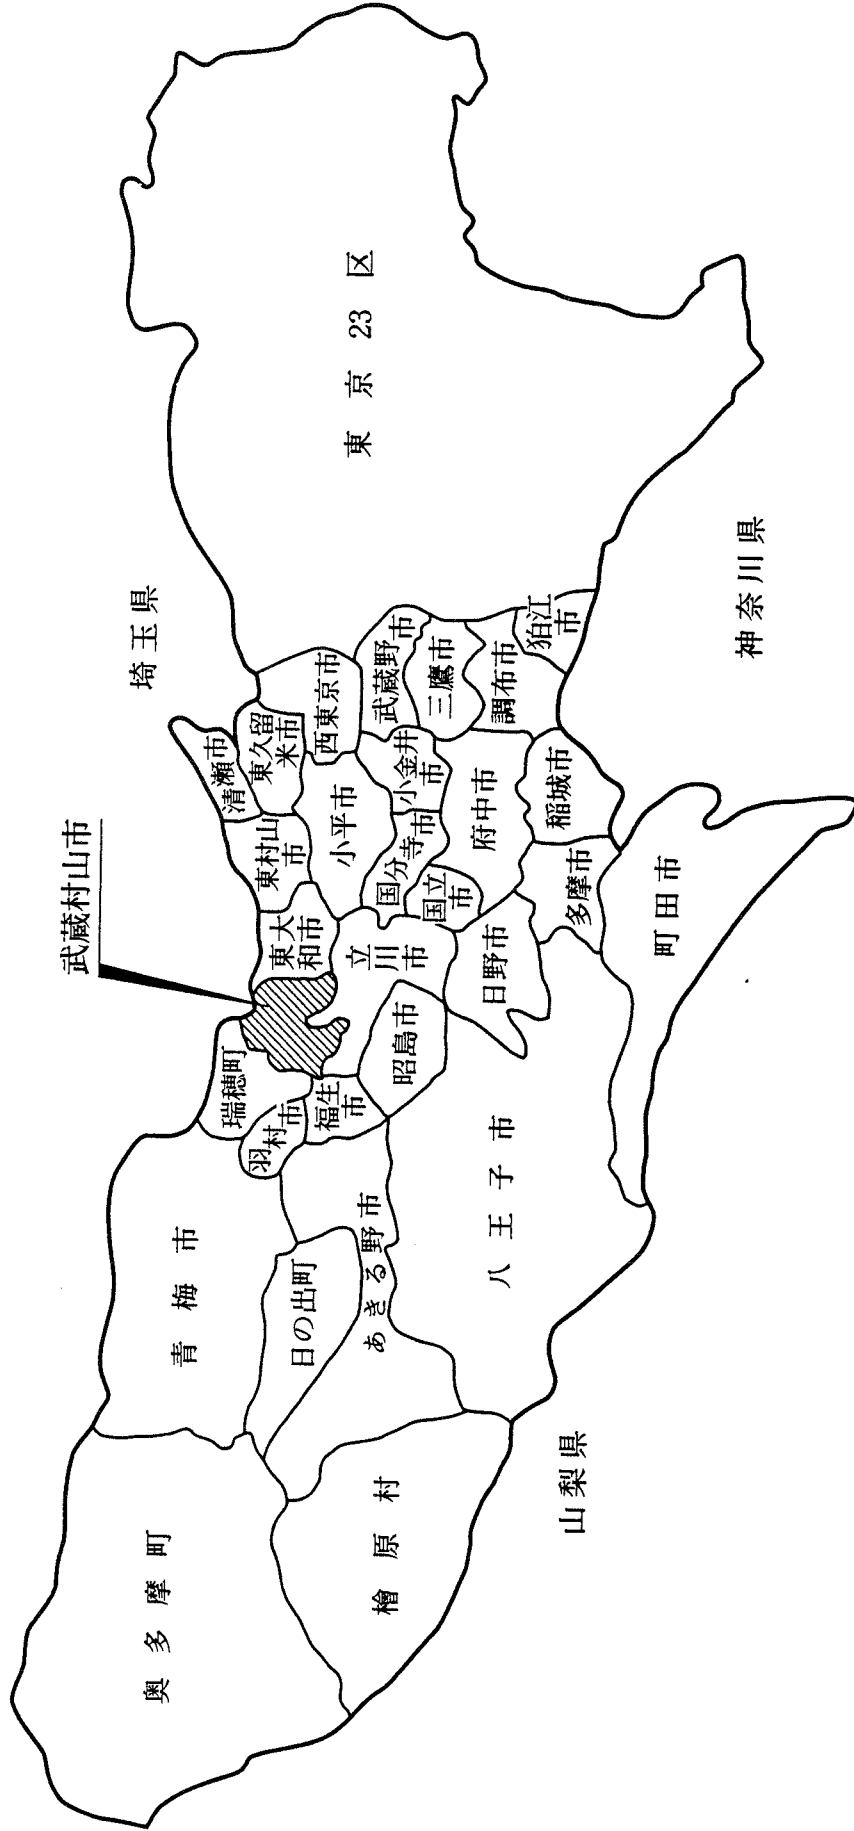 奥多摩町
青梅市
檜原村
日の出町
あきる野市
八王子市
瑞穂町
羽村市
福生市
昭島市
武蔵村山市
立川市
東大
和市
日野市
東村山
市
小平市
国分寺市
国立
市
府中市
多摩市
稲城市
町田市
清瀬市
東久留
米市
西東京市
小金井
市
武蔵野市
三鷹市
調布市
狛江
市
東京23区
埼玉県
神奈川県
山梨県